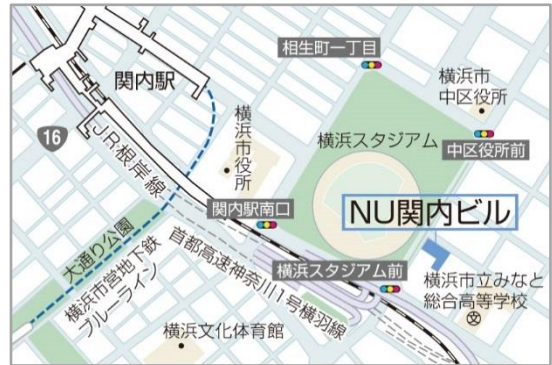 相生町一丁目
関内駅
横浜市
中区役所
16
横浜市役所
横浜スタジアム
中区役所前
JR根岸線
関内駅南口
NU関内ビル
大通り公園
横浜市営地下鉄
ブルーライン
首都高速神奈川1号横羽線
横浜スタジアム前
横浜市立みなと
総合高等学校
文
横浜文化体育館